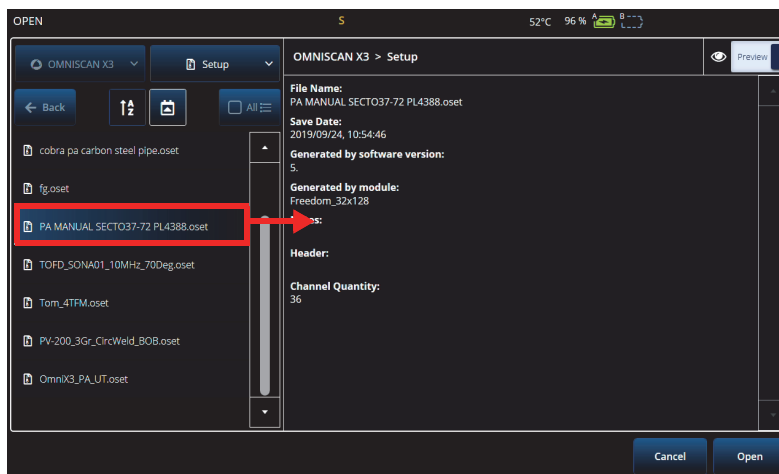 OPEN
S
52°C 96 % A B
OMNISCAN X3
Setup
OMNISCAN X3 > Setup
Preview
Back
All
File Name:
PA MANUAL SECTO37-72 PL4388.oset
Save Date:
2019/09/24, 10:54:46
Generated by software version:
5.
Generated by module:
Freedom_32x128
Header:
Channel Quantity:
36
cobra pa carbon steel pipe.oset
fg.oset
PA MANUAL SECTO37-72 PL4388.oset
TOFD_SONA01_10MHz_70Deg.oset
Tom_4TFM.oset
PV-200_3Gr_CircWeld_BOB.oset
OmniX3_PA_UT.oset
Cancel
Open